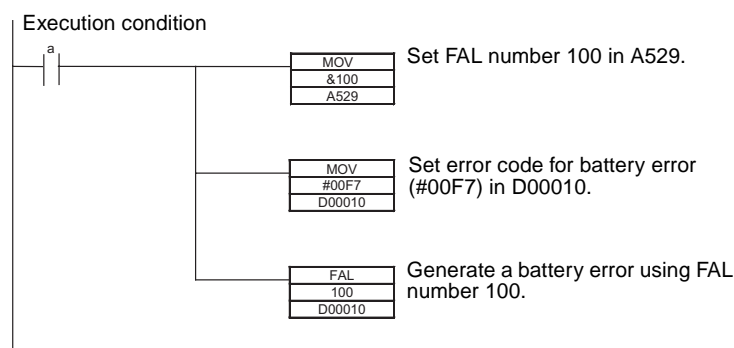 Execution condition
a
MOV
&100
A529
Set FAL number 100 in A529.
MOV
#00F7
D00010
Set error code for battery error
(#00F7) in D00010.
FAL
100
D00010
Generate a battery error using FAL
number 100.